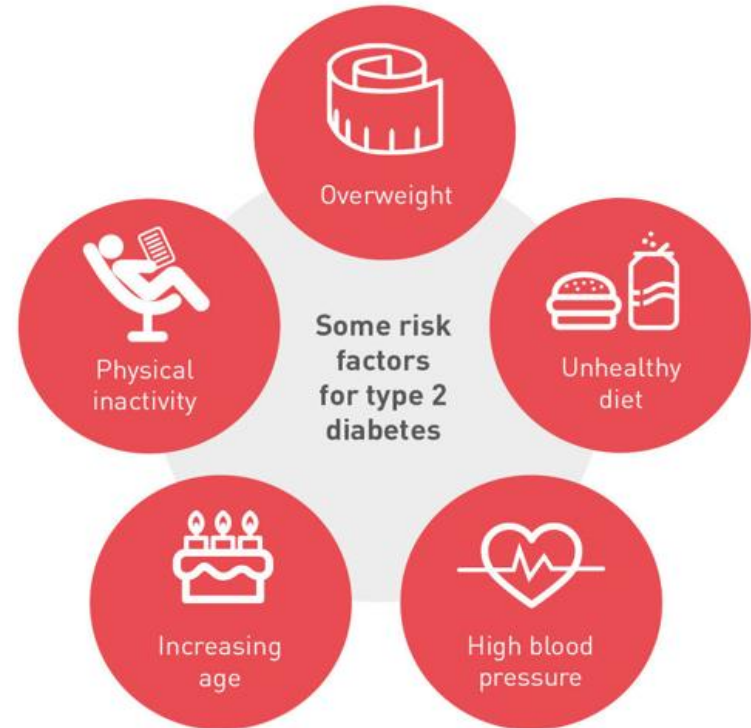 Overweight
Some risk
factors
for type 2
diabetes
Physical
inactivity
Unhealthy
diet
Increasing
age
High blood
pressure